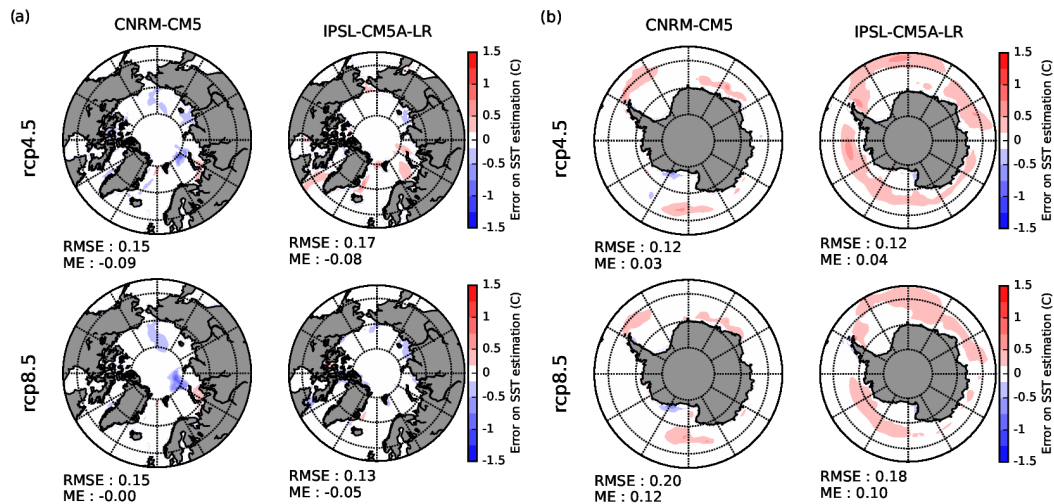 (a)
CNRM-CM5
IPSL-CM5A-LR
rcp4.5
1.5
1
0.5
0
-0.5
-1
-1.5
Error on SST estimation (C)
RMSE : 0.15
ME : -0.09
RMSE : 0.17
ME : -0.08
rcp8.5
1.5
1
0.5
0
-0.5
-1
-1.5
Error on SST estimation (C)
RMSE : 0.15
ME : -0.00
RMSE : 0.13
ME : -0.05
(b)
CNRM-CM5
IPSL-CM5A-LR
rcp4.5
1.5
1
0.5
0
-0.5
-1
-1.5
Error on SST estimation (C)
RMSE : 0.12
ME : 0.03
RMSE : 0.12
ME : 0.04
rcp8.5
1.5
1
0.5
0
-0.5
-1
-1.5
Error on SST estimation (C)
RMSE : 0.20
ME : 0.12
RMSE : 0.18
ME : 0.10